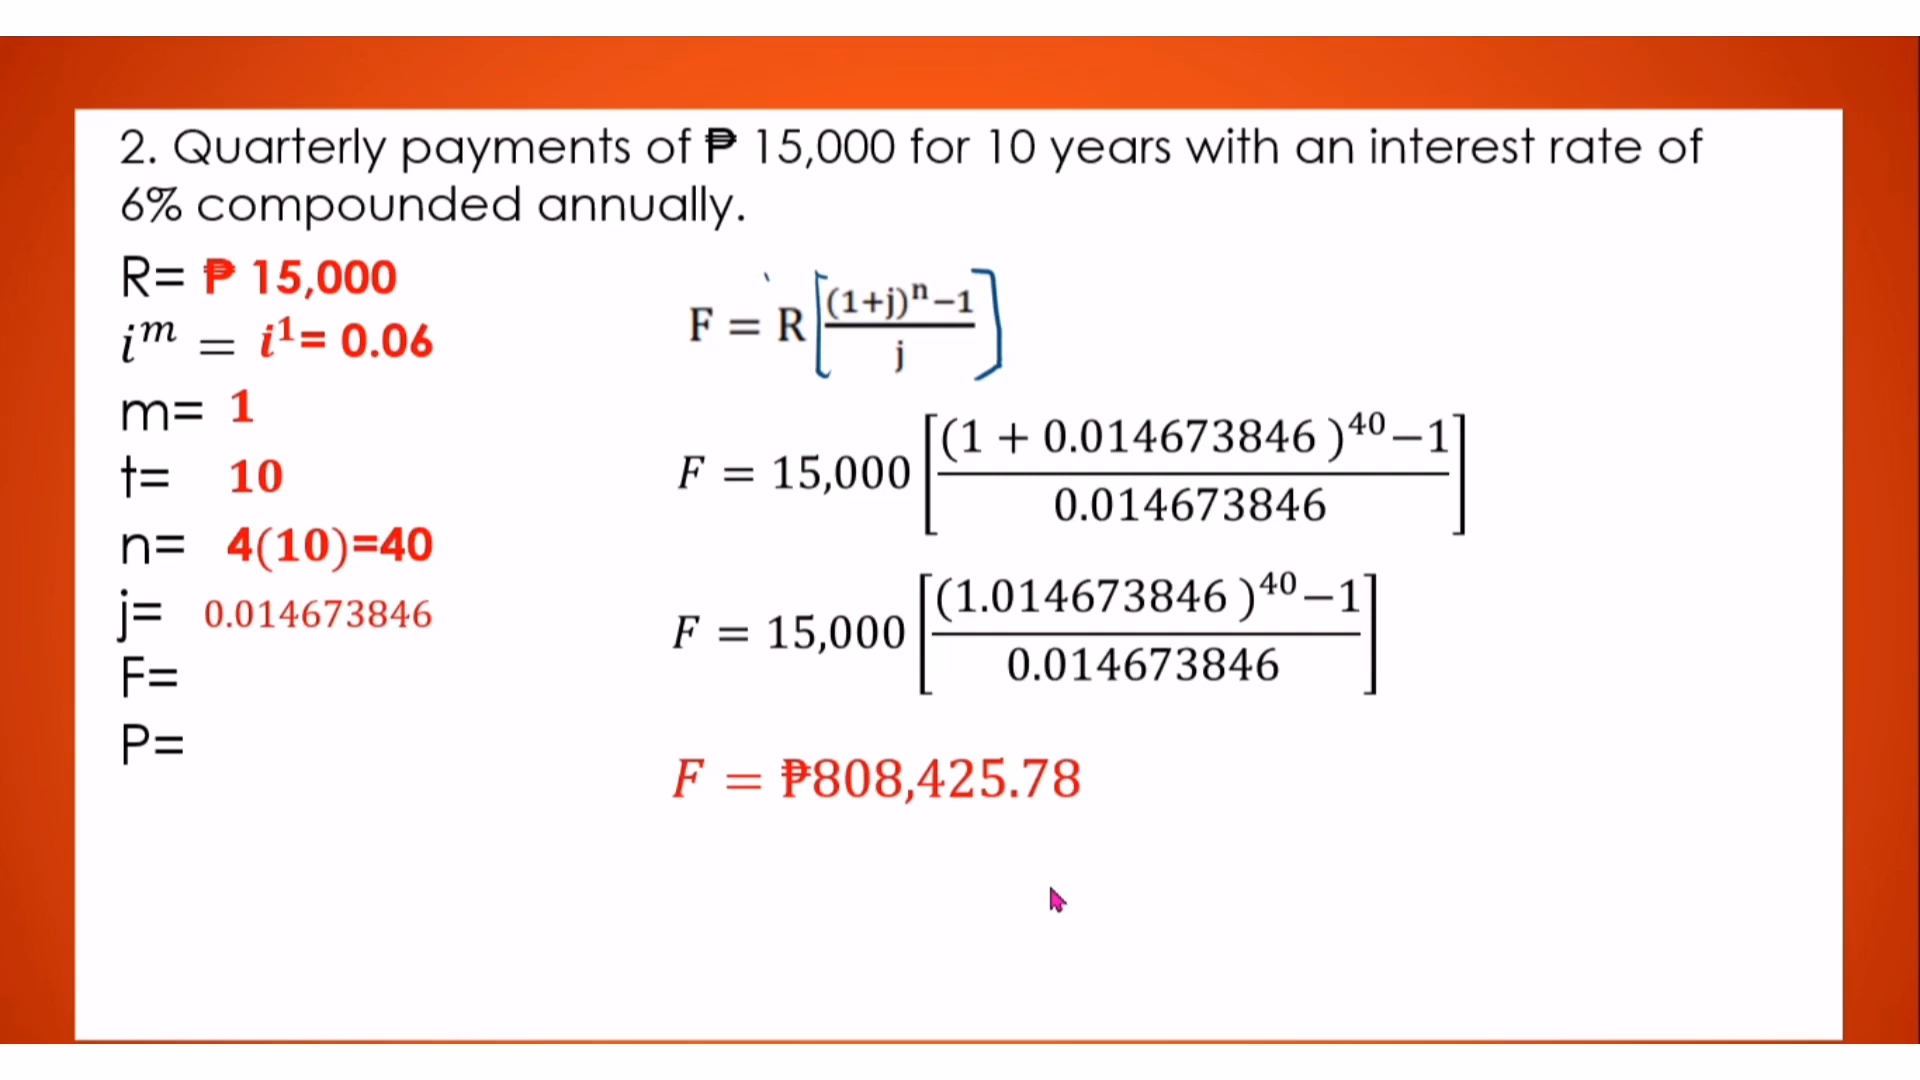 2. Quarterly payments of ₱ 15,000 for 10 years with an interest rate of
6% compounded annually.
R= ₱ 15,000
i^m = i^1= 0.06
m= 1
t= 10
n= 4(10)=40
j= 0.014673846
F=
P=
F = R[((1+j)^n−1)/j]
F = 15,000 [((1 + 0.014673846 )^40−1)/0.014673846]
F = 15,000 [((1.014673846 )^40−1)/0.014673846]
F = ₱808,425.78